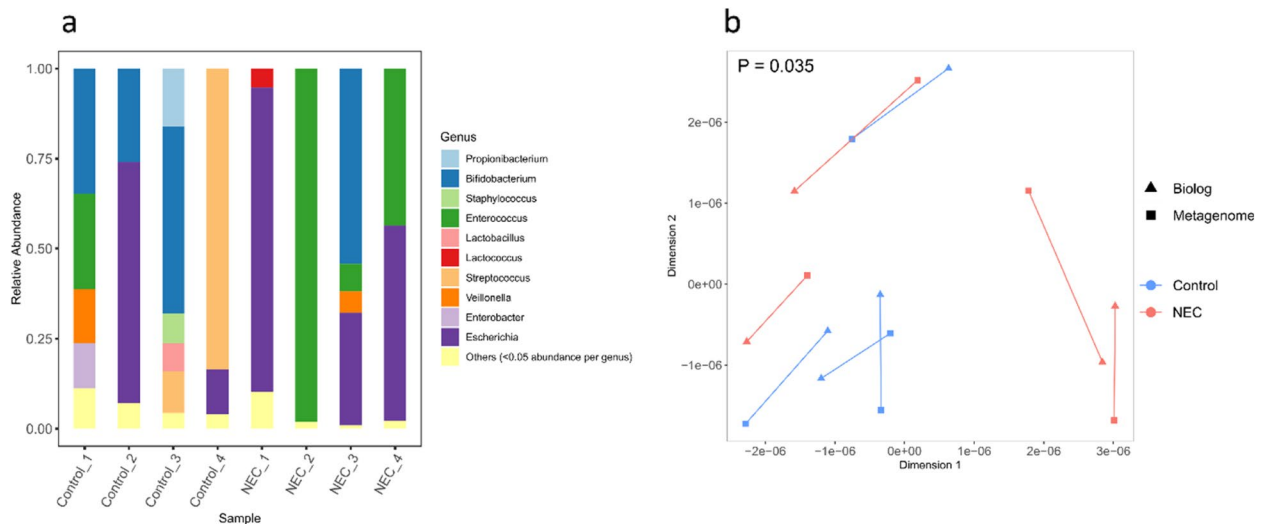 a
1.00
0.75
0.50
0.25
0.00
Relative Abundance
Control_1
Control_2
Control_3
Control_4
NEC_1
NEC_2
NEC_3
NEC_4
Sample
Genus
Propionibacterium
Bifidobacterium
Staphylococcus
Enterococcus
Lactobacillus
Lactococcus
Streptococcus
Veillonella
Enterobacter
Escherichia
Others (<0.05 abundance per genus)
b
P = 0.035
2e−06
1e−06
0e+00
−1e−06
Dimension 2
−2e−06
−1e−06
0e+00
1e−06
2e−06
3e−06
Dimension 1
Biolog
Metagenome
Control
NEC